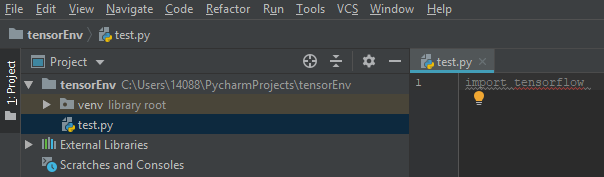 File Edit View Navigate Code Refactor Run Tools VCS Window Help
tensorEnv test.py
Project test.py
1: Project
tensorEnv C:\Users\14088\PycharmProjects\tensorEnv
1 import tensorflow
venv library root
test.py
External Libraries
Scratches and Consoles